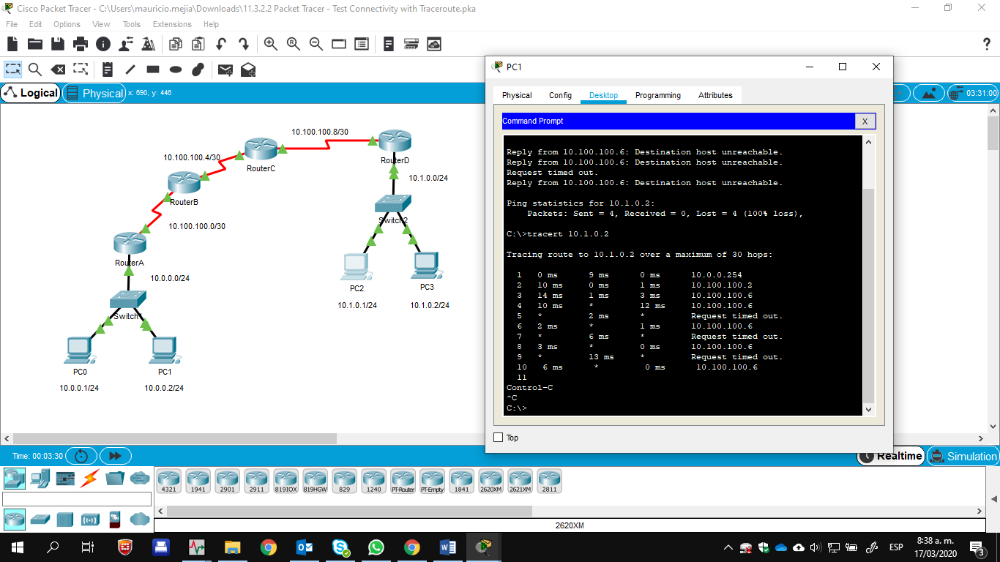 Cisco Packet Tracer - C:\Users\mauricio.mejia\Downloads\11.3.2.2 Packet Tracer - Test Connectivity with Traceroute.pka
File Edit Options View Tools Extensions Help
Logical
Physical
x: 690, y: 446
03:31:00
10.100.100.8/30
RouterD
10.100.100.4/30
RouterC
10.1.0.0/24
RouterB
Switch2
10.100.100.0/30
RouterA
10.0.0.0/24
PC2
PC3
10.1.0.1/24
10.1.0.2/24
Switch1
PC0
PC1
10.0.0.1/24
10.0.0.2/24
PC1
Physical Config Desktop Programming Attributes
Command Prompt
X
Reply from 10.100.100.6: Destination host unreachable.
Reply from 10.100.100.6: Destination host unreachable.
Request timed out.
Reply from 10.100.100.6: Destination host unreachable.
Ping statistics for 10.1.0.2:
Packets: Sent = 4, Received = 0, Lost = 4 (100% loss),
C:\>tracert 10.1.0.2
Tracing route to 10.1.0.2 over a maximum of 30 hops:
1 0 ms 9 ms 0 ms 10.0.0.254
2 10 ms 0 ms 1 ms 10.100.100.2
3 14 ms 1 ms 3 ms 10.100.100.6
4 10 ms * 12 ms 10.100.100.6
5 * 2 ms * Request timed out.
6 2 ms * 1 ms 10.100.100.6
7 * 6 ms * Request timed out.
8 3 ms * 0 ms 10.100.100.6
9 * 13 ms * Request timed out.
10 6 ms * 0 ms 10.100.100.6
11
Control-C
^C
C:\>
Top
Time: 00:03:30
Realtime
Simulation
4321 1941 2901 2911 819IOX 819HGW 829 1240 PT-Router PT-Empty 1841 2620XM 2621XM 2811
2620XM
ESP
8:38 a. m.
17/03/2020
3